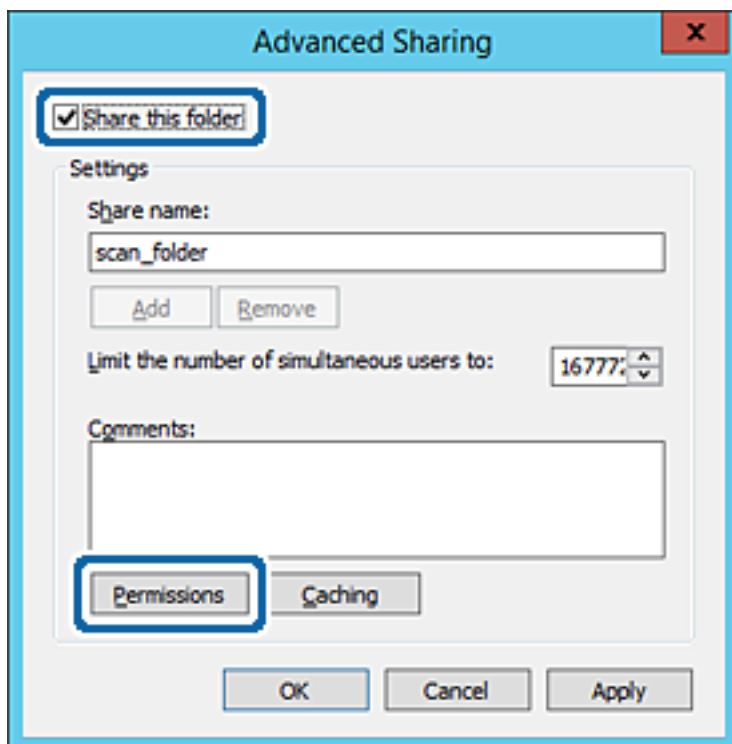 Advanced Sharing
x
Share this folder
Settings
Share name:
scan_folder
Add Remove
Limit the number of simultaneous users to:
Comments:
Permissions Caching
OK Cancel Apply